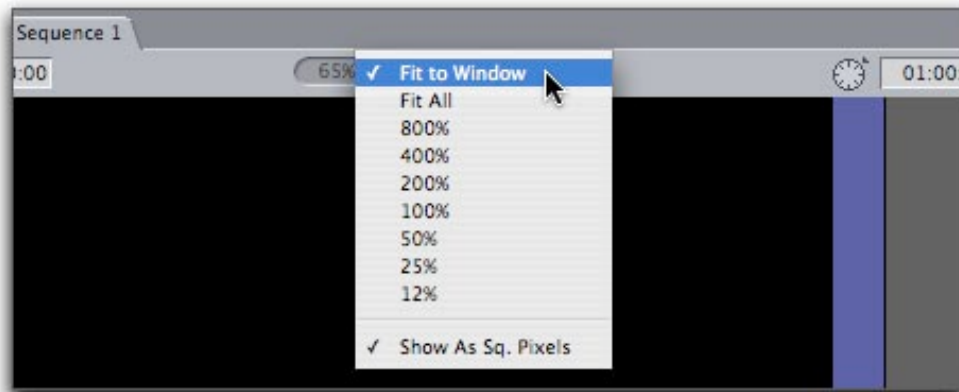 Sequence 1
:00
65%
✓ Fit to Window
01:00:
Fit All
800%
400%
200%
100%
50%
25%
12%
✓ Show As Sq. Pixels